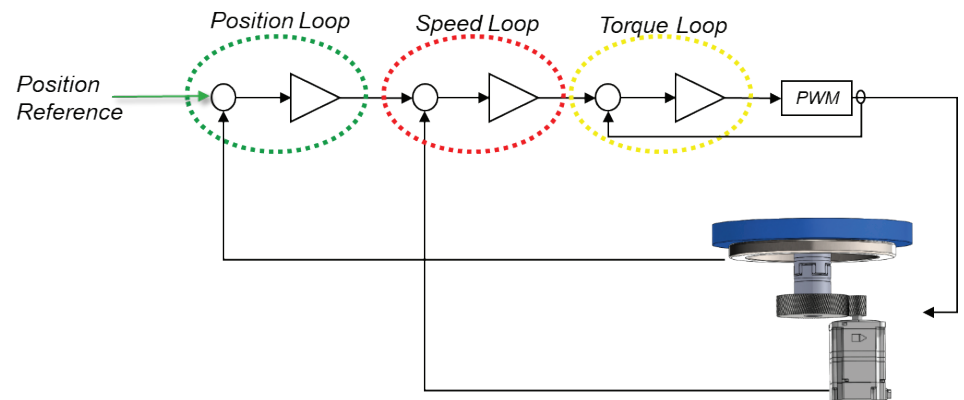 Position Loop
Speed Loop
Torque Loop
Position
Reference
PWM